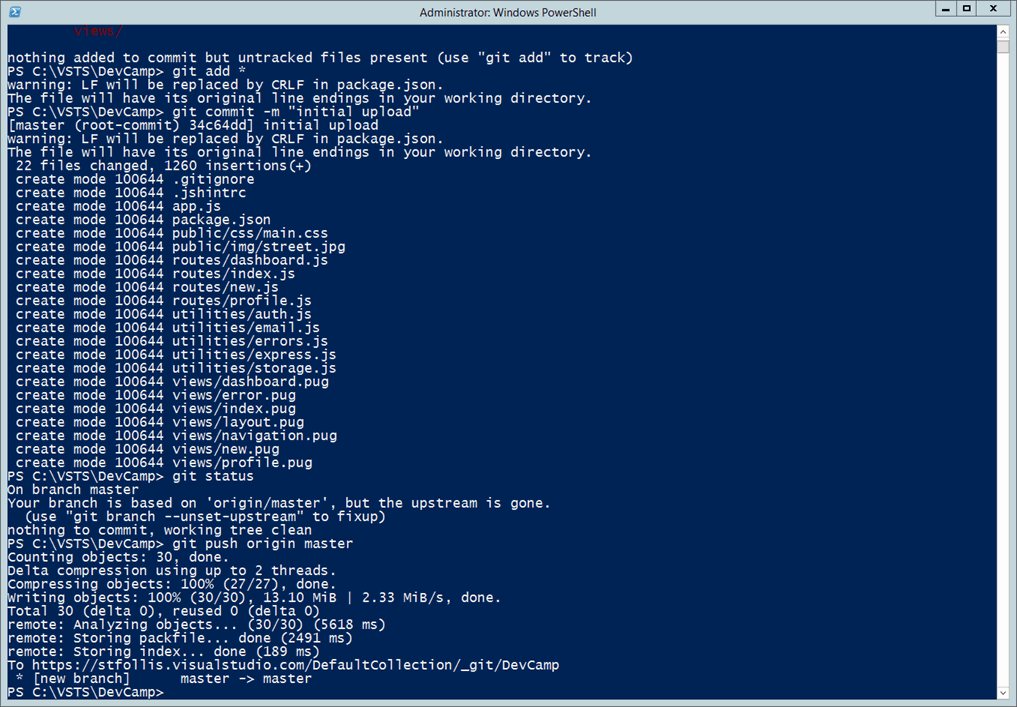 Administrator: Windows PowerShell
        views/
nothing added to commit but untracked files present (use "git add" to track)
PS C:\VSTS\DevCamp> git add *
warning: LF will be replaced by CRLF in package.json.
The file will have its original line endings in your working directory.
PS C:\VSTS\DevCamp> git commit -m "initial upload"
[master (root-commit) 34c64dd] initial upload
warning: LF will be replaced by CRLF in package.json.
The file will have its original line endings in your working directory.
 22 files changed, 1260 insertions(+)
 create mode 100644 .gitignore
 create mode 100644 .jshintrc
 create mode 100644 app.js
 create mode 100644 package.json
 create mode 100644 public/css/main.css
 create mode 100644 public/img/street.jpg
 create mode 100644 routes/dashboard.js
 create mode 100644 routes/index.js
 create mode 100644 routes/new.js
 create mode 100644 routes/profile.js
 create mode 100644 utilities/auth.js
 create mode 100644 utilities/email.js
 create mode 100644 utilities/errors.js
 create mode 100644 utilities/express.js
 create mode 100644 utilities/storage.js
 create mode 100644 views/dashboard.pug
 create mode 100644 views/error.pug
 create mode 100644 views/index.pug
 create mode 100644 views/layout.pug
 create mode 100644 views/navigation.pug
 create mode 100644 views/new.pug
 create mode 100644 views/profile.pug
PS C:\VSTS\DevCamp> git status
On branch master
Your branch is based on 'origin/master', but the upstream is gone.
  (use "git branch --unset-upstream" to fixup)
nothing to commit, working tree clean
PS C:\VSTS\DevCamp> git push origin master
Counting objects: 30, done.
Delta compression using up to 2 threads.
Compressing objects: 100% (27/27), done.
Writing objects: 100% (30/30), 13.10 MiB | 2.33 MiB/s, done.
Total 30 (delta 0), reused 0 (delta 0)
remote: Analyzing objects... (30/30) (5618 ms)
remote: Storing packfile... done (2491 ms)
remote: Storing index... done (189 ms)
To https://stfollis.visualstudio.com/DefaultCollection/_git/DevCamp
 * [new branch]      master -> master
PS C:\VSTS\DevCamp>